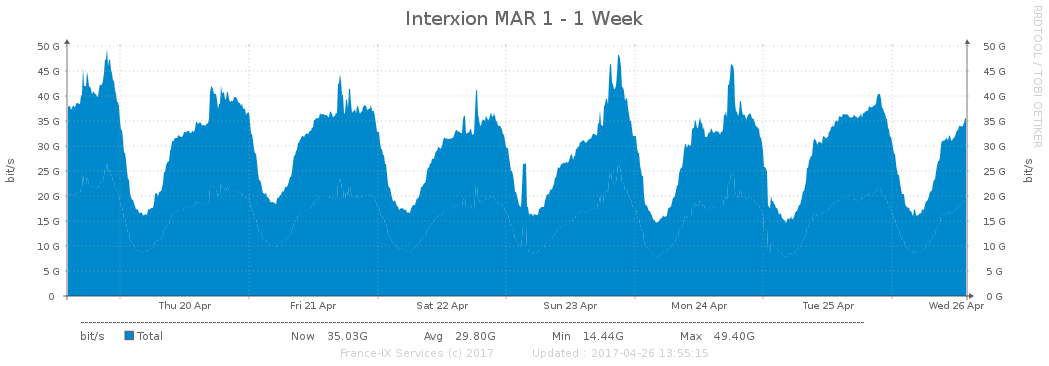 Interxion MAR 1 - 1 Week
RRDTOOL / TOBI OETIKER
50 G 50 G
45 G 45 G
40 G 40 G
35 G 35 G
30 G 30 G
25 G 25 G
20 G 20 G
15 G 15 G
10 G 10 G
5 G 5 G
0 0 G
bit/s
bit/s
Thu 20 Apr Fri 21 Apr Sat 22 Apr Sun 23 Apr Mon 24 Apr Tue 25 Apr Wed 26 Apr
bit/s Total Now 35.03G Avg 29.80G Min 14.44G Max 49.40G
France-IX Services (c) 2017 Updated : 2017-04-26 13:55:15